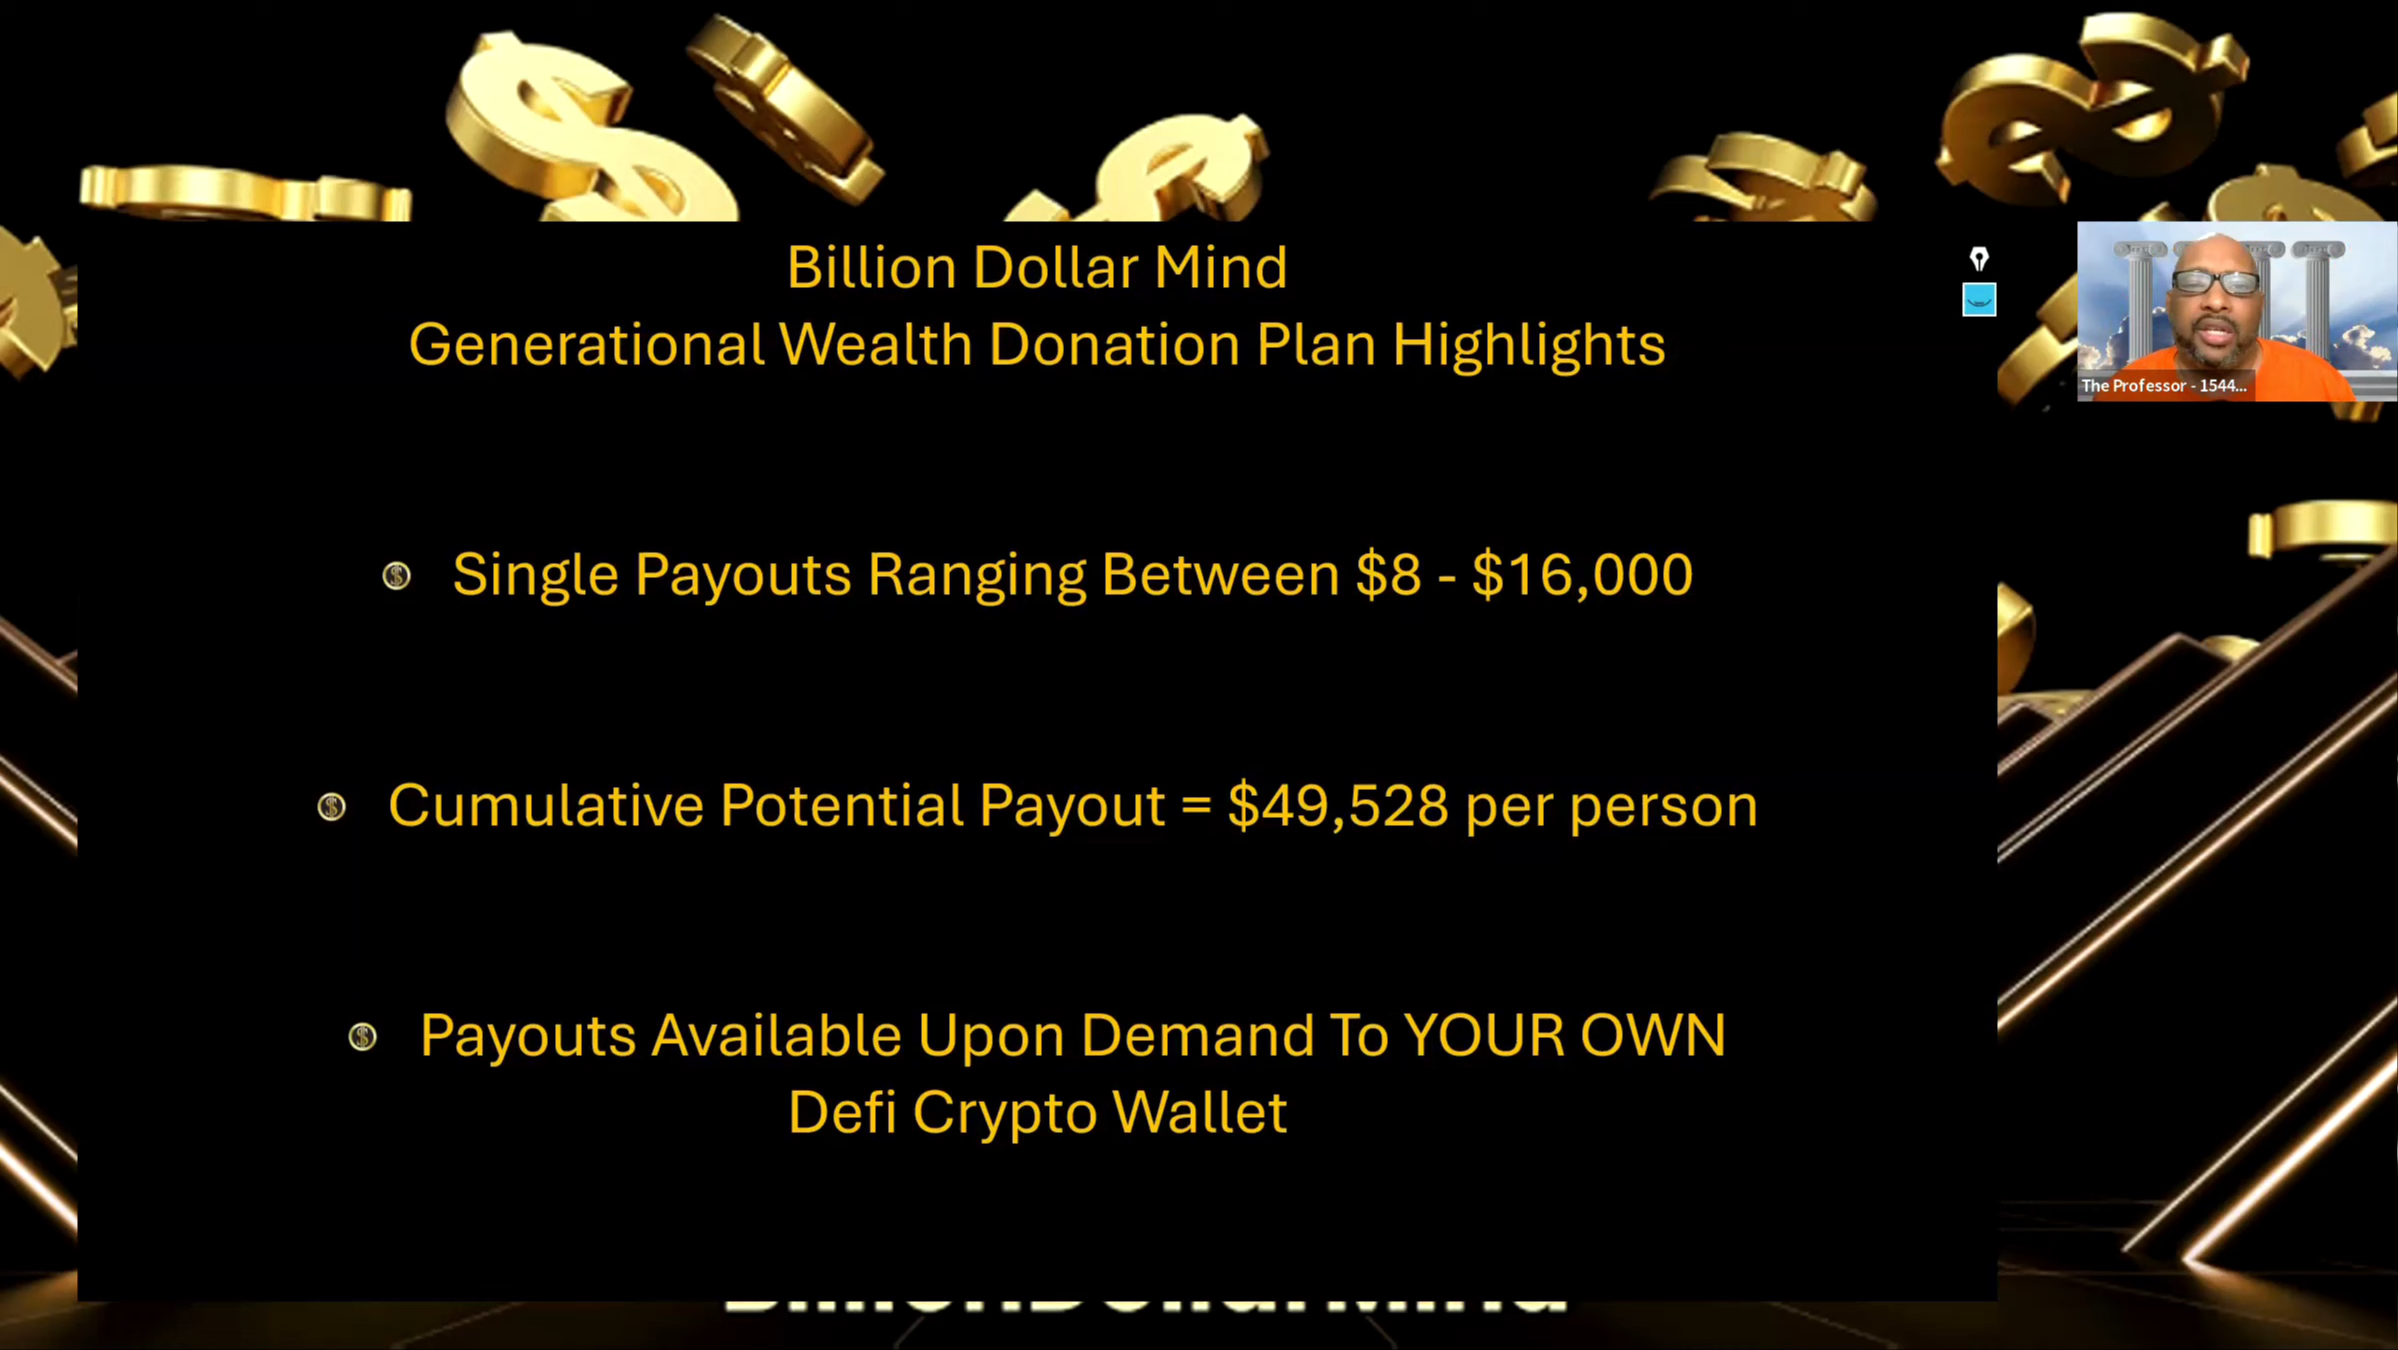 Billion Dollar Mind
Generational Wealth Donation Plan Highlights
The Professor - 1544...
Single Payouts Ranging Between $8 - $16,000
Cumulative Potential Payout = $49,528 per person
Payouts Available Upon Demand To YOUR OWN
Defi Crypto Wallet
BillionDollarMind